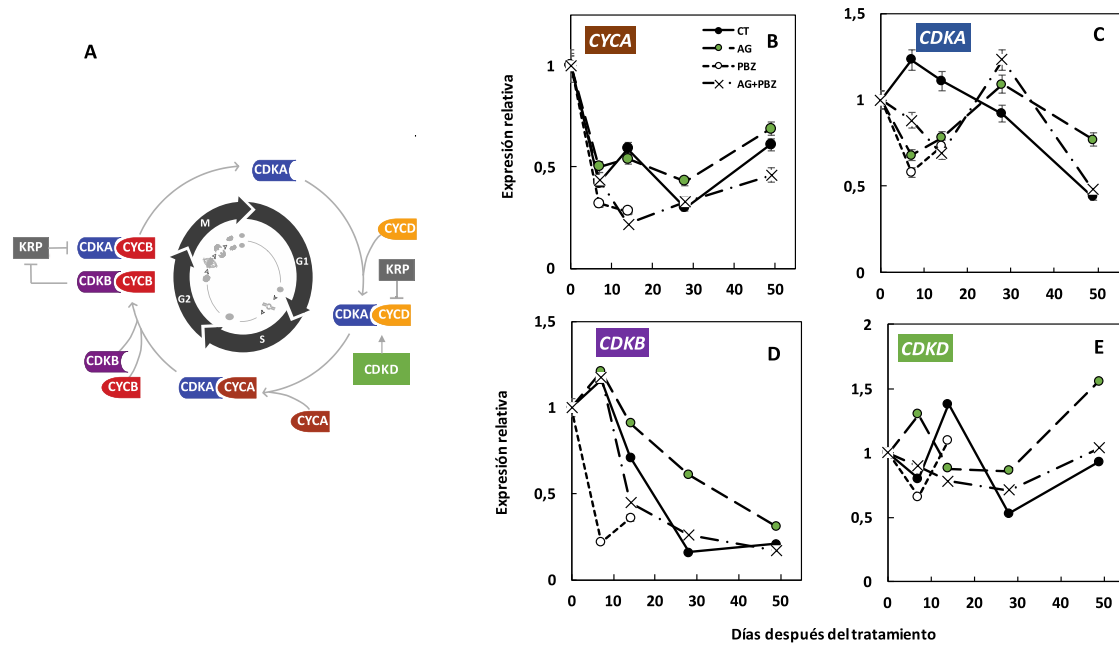 A
CDKA
M
G1
S
G2
CYCD
KRP
CDKA
CYCD
CDKD
KRP
CDKA
CYCB
CDKB
CYCB
CDKB
CYCB
CDKA
CYCA
CYCA
CYCA
B
CT
AG
PBZ
AG+PBZ
Expresión relativa
1
0,5
0
0 10 20 30 40 50
CDKA
C
1,5
1
0,5
0
0 10 20 30 40 50
CDKB
D
Expresión relativa
1,5
1
0,5
0
0 10 20 30 40 50
CDKD
E
2
1,5
1
0,5
0
0 10 20 30 40 50
Días después del tratamiento